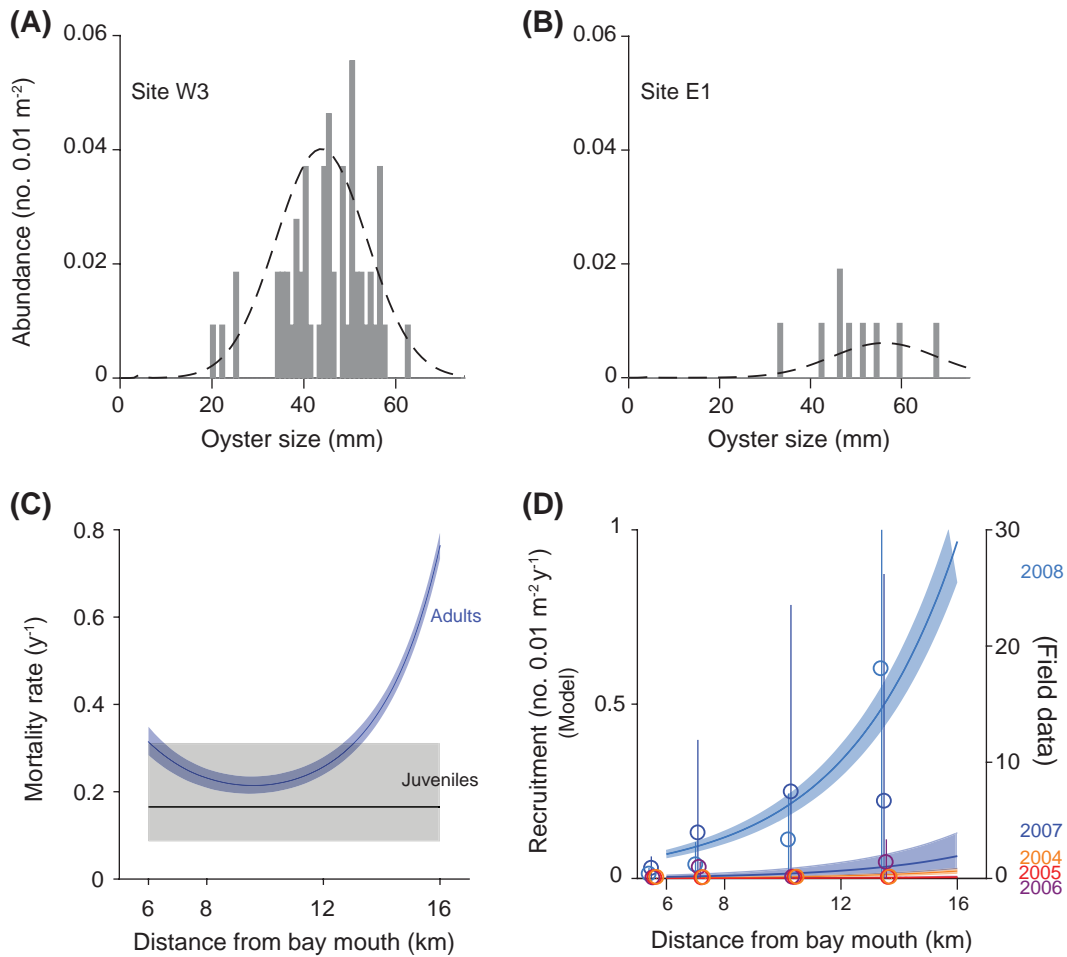 (A)
(B)
0.06
0.04
0.02
0
0 20 40 60
Site W3
Abundance (no. 0.01 m⁻²)
Oyster size (mm)
0.06
0.04
0.02
0
0 20 40 60
Site E1
Oyster size (mm)
(C)
0.8
0.6
0.4
0.2
0
6 12 16
Mortality rate (y⁻¹)
Adults
Juveniles
Distance from bay mouth (km)
(D)
1
0.5
0
6 8 10 12 14 16
Recruitment (no. 0.01 m⁻² y⁻¹)
(Model)
30
20
10
0
(Field data)
2008
2007
2004
2005
2006
Distance from bay mouth (km)